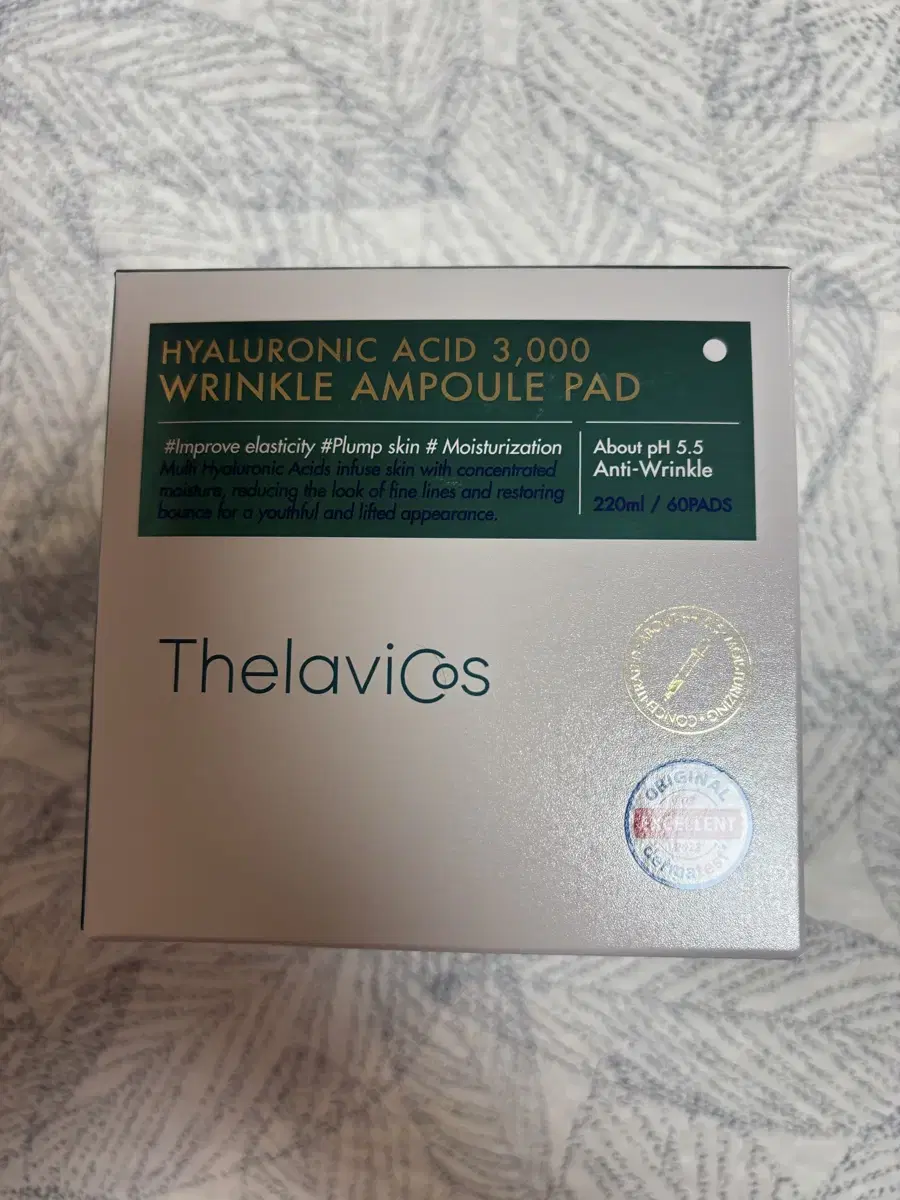 HYALURONIC ACID 3,000
WRINKLE AMPOULE PAD
#Improve elasticity #Plump skin # Moisturization
Multi Hyaluronic Acids infuse skin with concentrated
moisture, reducing the look of fine lines and restoring
bounce for a youthful and lifted appearance.
About pH 5.5
Anti-Wrinkle
220ml / 60PADS
ThelaviCos
ORIGINAL
EXCELLENT
dermatest